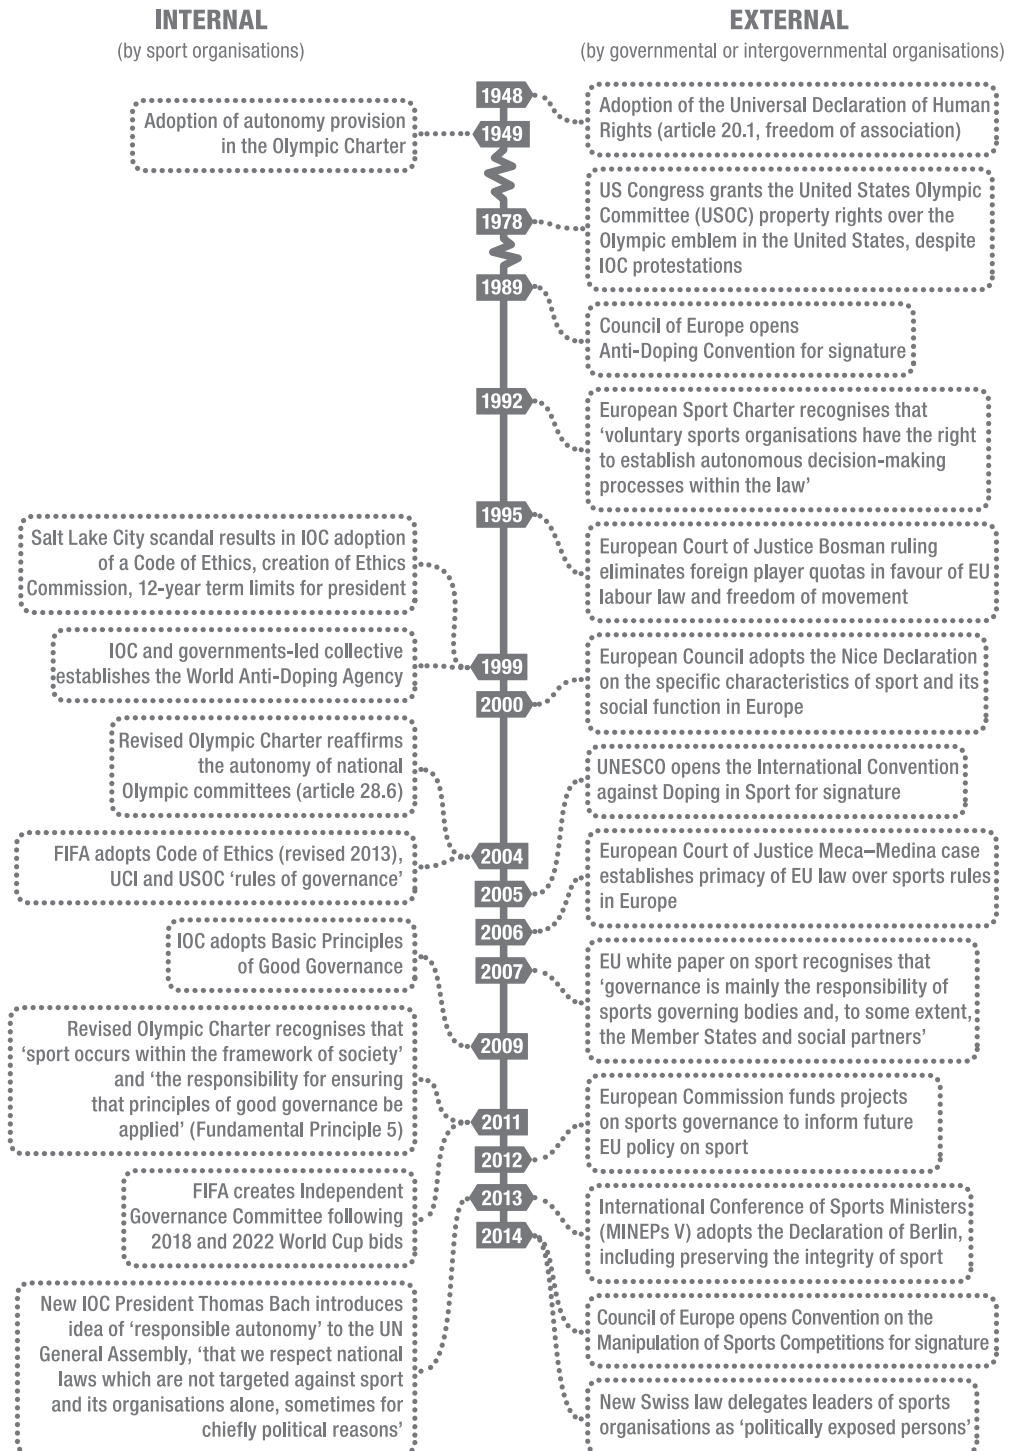 INTERNAL
(by sport organisations)
EXTERNAL
(by governmental or intergovernmental organisations)
1948
Adoption of the Universal Declaration of Human
Rights (article 20.1, freedom of association)
Adoption of autonomy provision
in the Olympic Charter
1949
US Congress grants the United States Olympic
Committee (USOC) property rights over the
Olympic emblem in the United States, despite
IOC protestations
1978
1989
Council of Europe opens
Anti-Doping Convention for signature
1992
European Sport Charter recognises that
‘voluntary sports organisations have the right
to establish autonomous decision-making
processes within the law’
1995
European Court of Justice Bosman ruling
eliminates foreign player quotas in favour of EU
labour law and freedom of movement
Salt Lake City scandal results in IOC adoption
of a Code of Ethics, creation of Ethics
Commission, 12-year term limits for president
IOC and governments-led collective
establishes the World Anti-Doping Agency
1999
2000
European Council adopts the Nice Declaration
on the specific characteristics of sport and its
social function in Europe
Revised Olympic Charter reaffirms
the autonomy of national
Olympic committees (article 28.6)
FIFA adopts Code of Ethics (revised 2013),
UCI and USOC ‘rules of governance’
2004
UNESCO opens the International Convention
against Doping in Sport for signature
2005
European Court of Justice Meca–Medina case
establishes primacy of EU law over sports rules
in Europe
2006
2007
EU white paper on sport recognises that
‘governance is mainly the responsibility of
sports governing bodies and, to some extent,
the Member States and social partners’
IOC adopts Basic Principles
of Good Governance
2009
Revised Olympic Charter recognises that
‘sport occurs within the framework of society’
and ‘the responsibility for ensuring
that principles of good governance be
applied’ (Fundamental Principle 5)
2011
FIFA creates Independent
Governance Committee following
2018 and 2022 World Cup bids
European Commission funds projects
on sports governance to inform future
EU policy on sport
2012
2013
International Conference of Sports Ministers
(MINEPs V) adopts the Declaration of Berlin,
including preserving the integrity of sport
New IOC President Thomas Bach introduces
idea of ‘responsible autonomy’ to the UN
General Assembly, ‘that we respect national
laws which are not targeted against sport
and its organisations alone, sometimes for
chiefly political reasons’
2014
Council of Europe opens Convention on the
Manipulation of Sports Competitions for signature
New Swiss law delegates leaders of sports
organisations as ‘politically exposed persons’